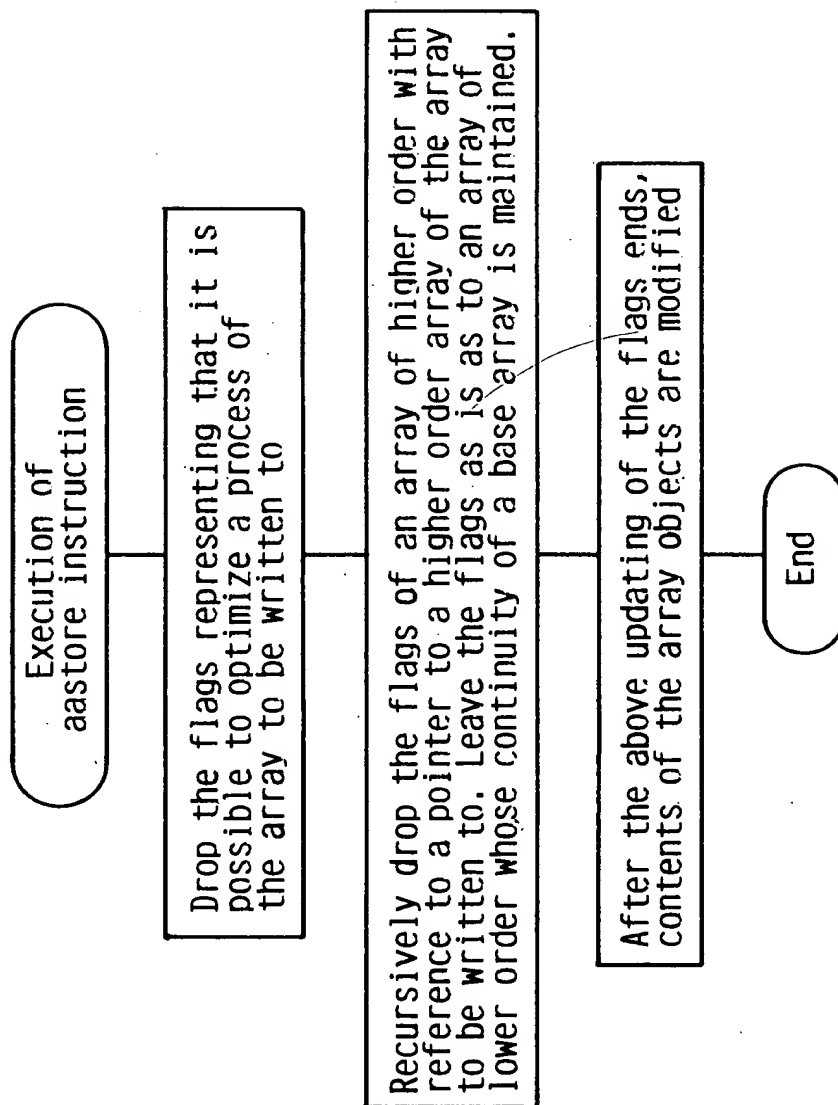 Execution of
aastore instruction
Drop the flags representing that it is
possible to optimize a process of
the array to be written to
Recursively drop the flags of an array of higher order with
reference to a pointer to a higher order array of the array
to be written to. Leave the flags as is as to an array of
lower order whose continuity of a base array is maintained.
After the above updating of the flags ends,
contents of the array objects are modified
End